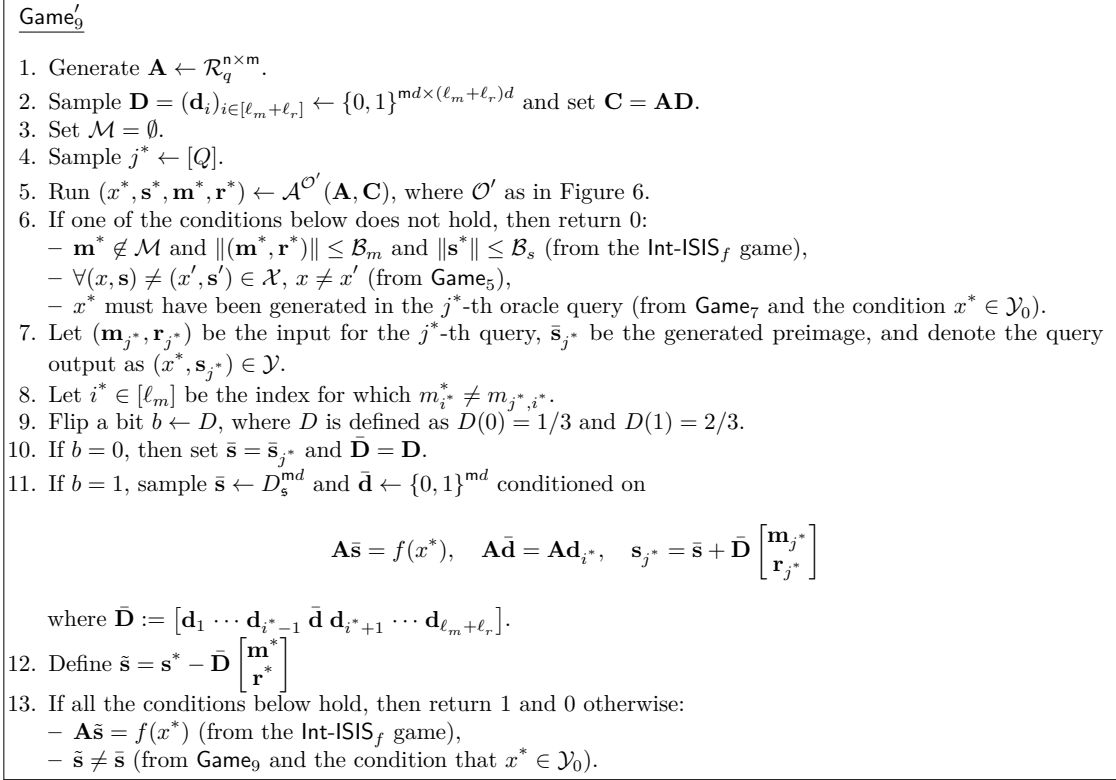 Game′₉
1. Generate A ← R_q^{n×m}.
2. Sample D = (d_i)_{i∈[ℓ_m+ℓ_r]} ← {0, 1}^{md×(ℓ_m+ℓ_r)d} and set C = AD.
3. Set M = ∅.
4. Sample j* ← [Q].
5. Run (x*, s*, m*, r*) ← A^{O′}(A, C), where O′ as in Figure 6.
6. If one of the conditions below does not hold, then return 0:
– m* ∉ M and ‖(m*, r*)‖ ≤ B_m and ‖s*‖ ≤ B_s (from the Int-ISIS_f game),
– ∀(x, s) ≠ (x′, s′) ∈ X, x ≠ x′ (from Game₅),
– x* must have been generated in the j*-th oracle query (from Game₇ and the condition x* ∈ Y₀).
7. Let (m_{j*}, r_{j*}) be the input for the j*-th query, s̄_{j*} be the generated preimage, and denote the query
output as (x*, s_{j*}) ∈ Y.
8. Let i* ∈ [ℓ_m] be the index for which m*_{i*} ≠ m_{j*,i*}.
9. Flip a bit b ← D, where D is defined as D(0) = 1/3 and D(1) = 2/3.
10. If b = 0, then set s̄ = s̄_{j*} and D̄ = D.
11. If b = 1, sample s̄ ← D_𝔰^{md} and d̄ ← {0, 1}^{md} conditioned on
As̄ = f(x*), Ad̄ = Ad_{i*}, s_{j*} = s̄ + D̄ [m_{j*} r_{j*}]
where D̄ := [d₁ ⋯ d_{i*−1} d̄ d_{i*+1} ⋯ d_{ℓ_m+ℓ_r}].
12. Define s̃ = s* − D̄ [m* r*]
13. If all the conditions below hold, then return 1 and 0 otherwise:
– As̃ = f(x*) (from the Int-ISIS_f game),
– s̃ ≠ s̄ (from Game₉ and the condition that x* ∈ Y₀).